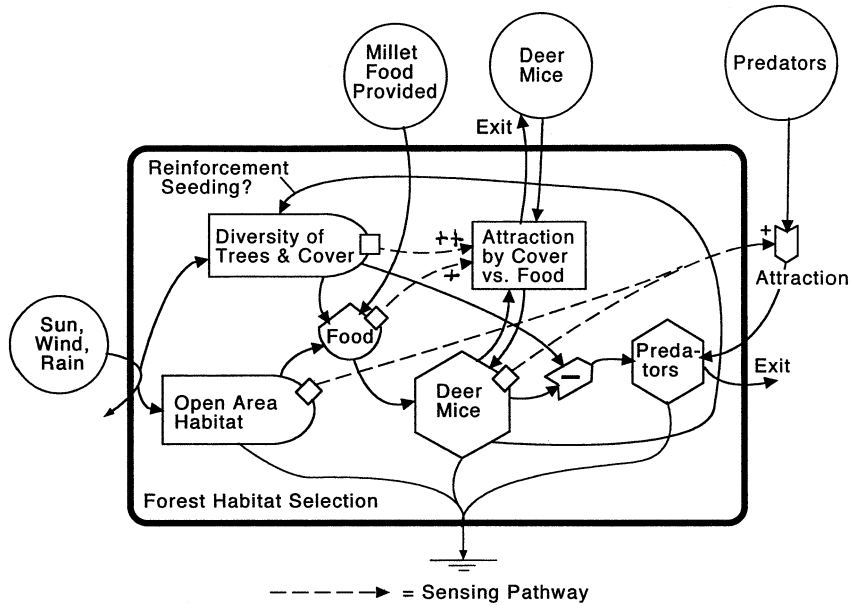 Millet
Food
Provided
Deer
Mice
Predators
Exit
Reinforcement
Seeding?
Diversity of
Trees & Cover
++
+
Attraction
by Cover
vs. Food
+
Attraction
Sun,
Wind,
Rain
Food
Open Area
Habitat
Deer
Mice
−
Preda-
tors
Exit
Forest Habitat Selection
= Sensing Pathway